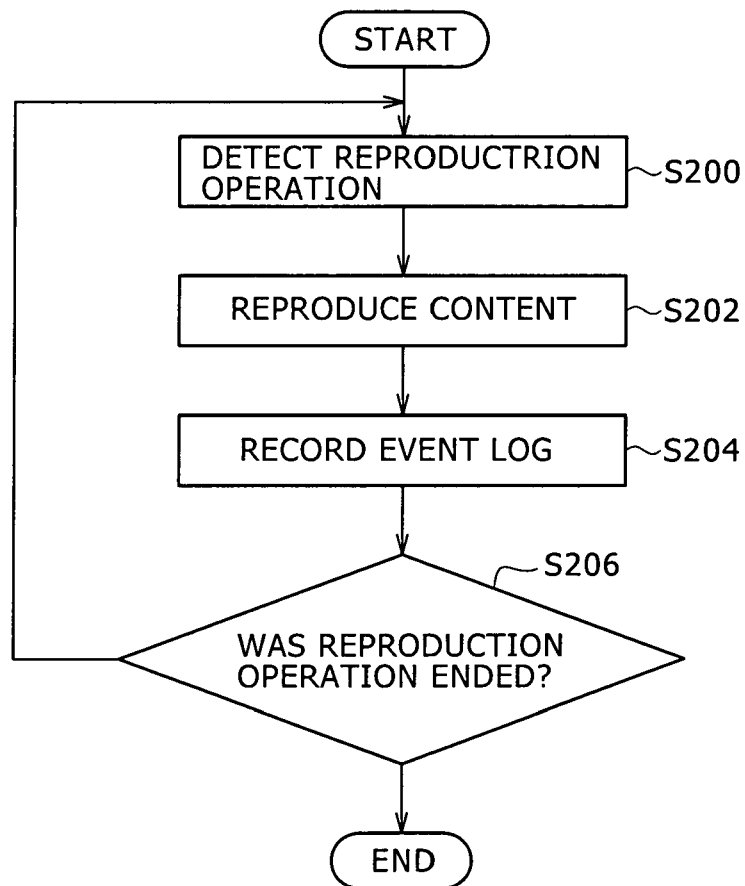 START
DETECT REPRODUCTRION
OPERATION
S200
REPRODUCE CONTENT
S202
RECORD EVENT LOG
S204
S206
WAS REPRODUCTION
OPERATION ENDED?
END